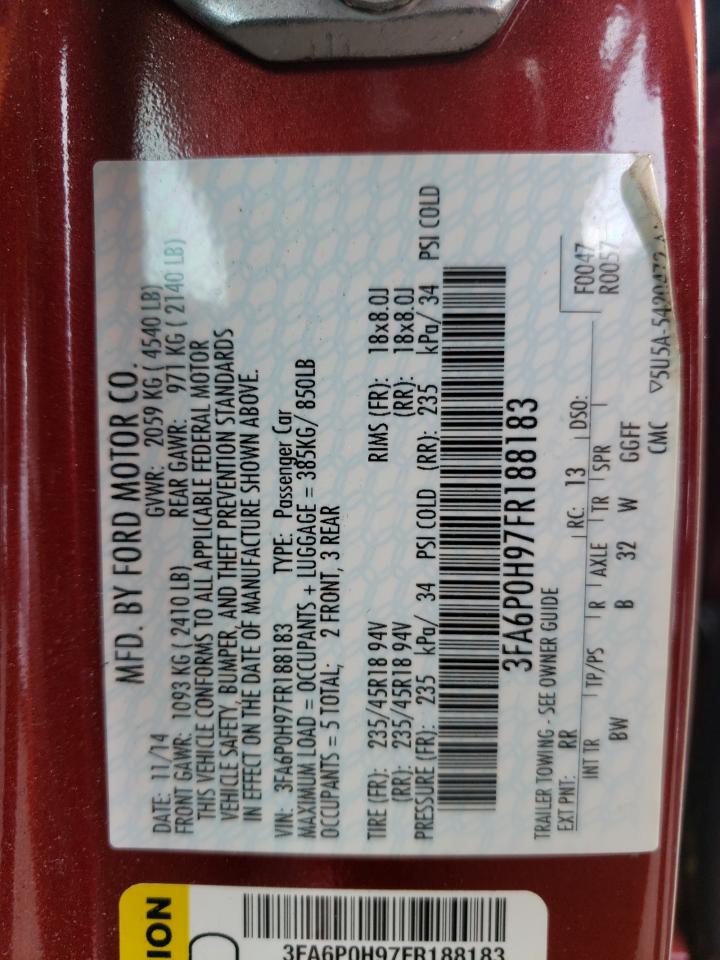 MFD. BY FORD MOTOR CO.
DATE: 11/14 GVWR: 2059 KG ( 4540 LB)
FRONT GAWR: 1093 KG ( 2410 LB) REAR GAWR: 971 KG ( 2140 LB)
THIS VEHICLE CONFORMS TO ALL APPLICABLE FEDERAL MOTOR
VEHICLE SAFETY, BUMPER, AND THEFT PREVENTION STANDARDS
IN EFFECT ON THE DATE OF MANUFACTURE SHOWN ABOVE.
VIN: 3FA6P0H97FR188183 TYPE: Passenger Car
MAXIMUM LOAD = OCCUPANTS + LUGGAGE = 385KG/ 850LB
OCCUPANTS = 5 TOTAL; 2 FRONT, 3 REAR
TIRE (FR): 235/45R18 94V RIMS (FR): 18x8.0J
(RR): 235/45R18 94V (RR): 18x8.0J
PRESSURE (FR): 235 kPa/ 34 PSI COLD (RR): 235 kPa/ 34 PSI COLD
3FA6P0H97FR188183
TRAILER TOWING - SEE OWNER GUIDE F0047
EXT PNT: RR RC: 13 DSO: R0057
INT TR TP/PS R AXLE TR SPR
BW B 32 W GGFF
CMC ▽5U5A-5420472
ION
3FA6P0H97FR188183